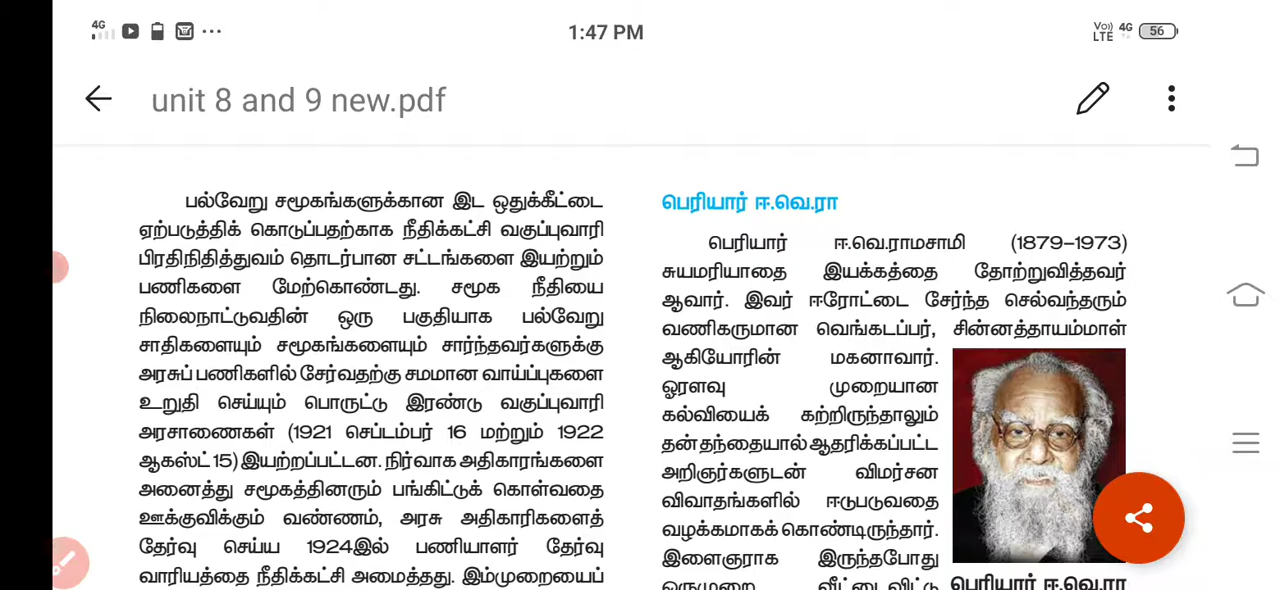 4G
1:47 PM
Vo)) LTE 4G 56
unit 8 and 9 new.pdf
பல்வேறு சமூகங்களுக்கான இட ஒதுக்கீட்டை
ஏற்படுத்திக் கொடுப்பதற்காக நீதிக்கட்சி வகுப்புவாரி
பிரதிநிதித்துவம் தொடர்பான சட்டங்களை இயற்றும்
பணிகளை மேற்கொண்டது. சமூக நீதியை
நிலைநாட்டுவதின் ஒரு பகுதியாக பல்வேறு
சாதிகளையும் சமூகங்களையும் சார்ந்தவர்களுக்கு
அரசுப் பணிகளில் சேர்வதற்கு சமமான வாய்ப்புகளை
உறுதி செய்யும் பொருட்டு இரண்டு வகுப்புவாரி
அரசாணைகள் (1921 செப்டம்பர் 16 மற்றும் 1922
ஆகஸ்ட் 15) இயற்றப்பட்டன. நிர்வாக அதிகாரங்களை
அனைத்து சமூகத்தினரும் பங்கிட்டுக் கொள்வதை
ஊக்குவிக்கும் வண்ணம், அரசு அதிகாரிகளைத்
தேர்வு செய்ய 1924இல் பணியாளர் தேர்வு
வாரியத்தை நீதிக்கட்சி அமைத்தது. இம்முறையைப்
பெரியார் ஈ.வெ.ரா
பெரியார் ஈ.வெ.ராமசாமி (1879–1973)
சுயமரியாதை இயக்கத்தை தோற்றுவித்தவர்
ஆவார். இவர் ஈரோட்டை சேர்ந்த செல்வந்தரும்
வணிகருமான வெங்கடப்பர், சின்னத்தாயம்மாள்
ஆகியோரின் மகனாவார்.
ஓரளவு முறையான
கல்வியைக் கற்றிருந்தாலும்
தன் தந்தையால் ஆதரிக்கப்பட்ட
அறிஞர்களுடன் விமர்சன
விவாதங்களில் ஈடுபடுவதை
வழக்கமாகக் கொண்டிருந்தார்.
இளைஞராக இருந்தபோது
ஒருமுறை வீட்டைவிட்டு
பெரியார் ஈ.வெ.ரா